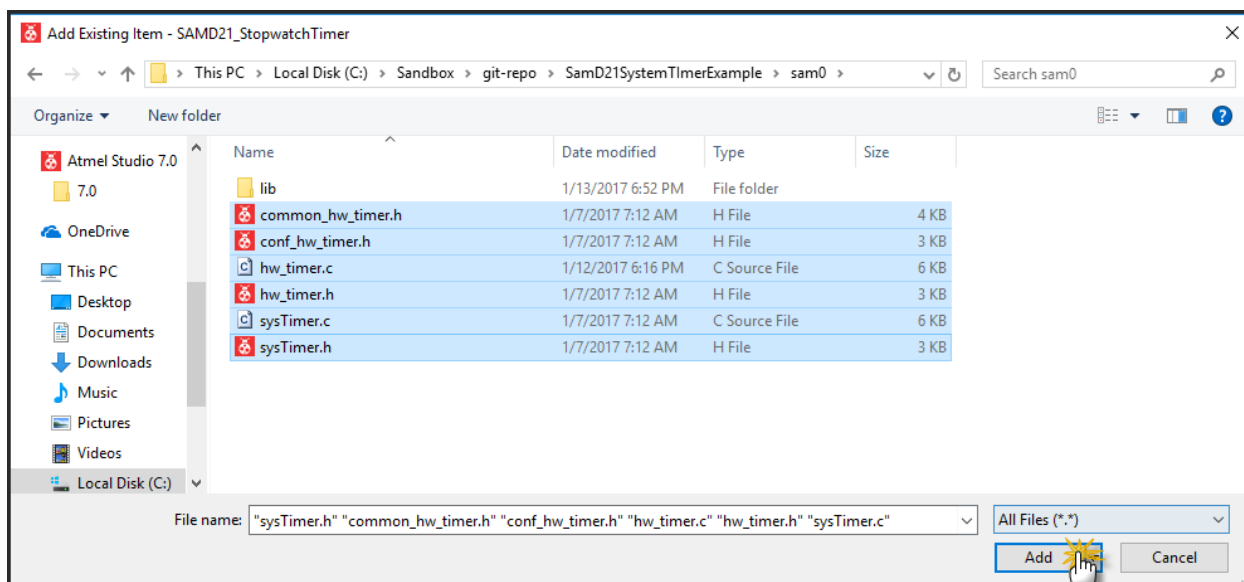 Add Existing Item - SAMD21_StopwatchTimer
This PC > Local Disk (C:) > Sandbox > git-repo > SamD21SystemTImerExample > sam0 >
Search sam0
Organize
New folder
Atmel Studio 7.0
7.0
OneDrive
This PC
Desktop
Documents
Downloads
Music
Pictures
Videos
Local Disk (C:)
Name Date modified Type Size
lib 1/13/2017 6:52 PM File folder
common_hw_timer.h 1/7/2017 7:12 AM H File 4 KB
conf_hw_timer.h 1/7/2017 7:12 AM H File 3 KB
hw_timer.c 1/12/2017 6:16 PM C Source File 6 KB
hw_timer.h 1/7/2017 7:12 AM H File 3 KB
sysTimer.c 1/7/2017 7:12 AM C Source File 6 KB
sysTimer.h 1/7/2017 7:12 AM H File 3 KB
File name: "sysTimer.h" "common_hw_timer.h" "conf_hw_timer.h" "hw_timer.c" "hw_timer.h" "sysTimer.c"
All Files (*.*)
Add
Cancel